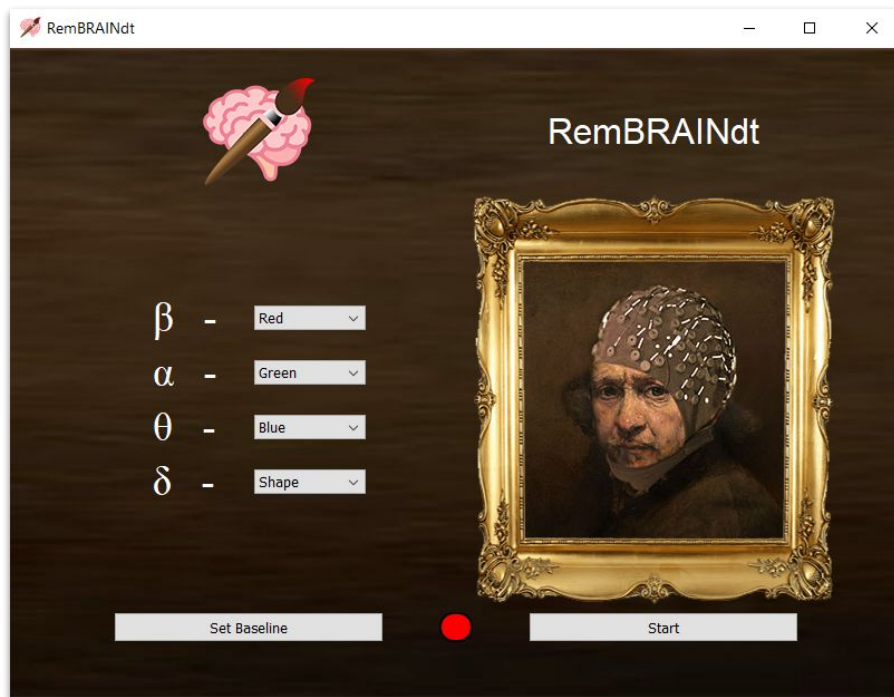 RemBRAINdt
RemBRAINdt
β - Red
α - Green
θ - Blue
δ - Shape
Set Baseline
Start